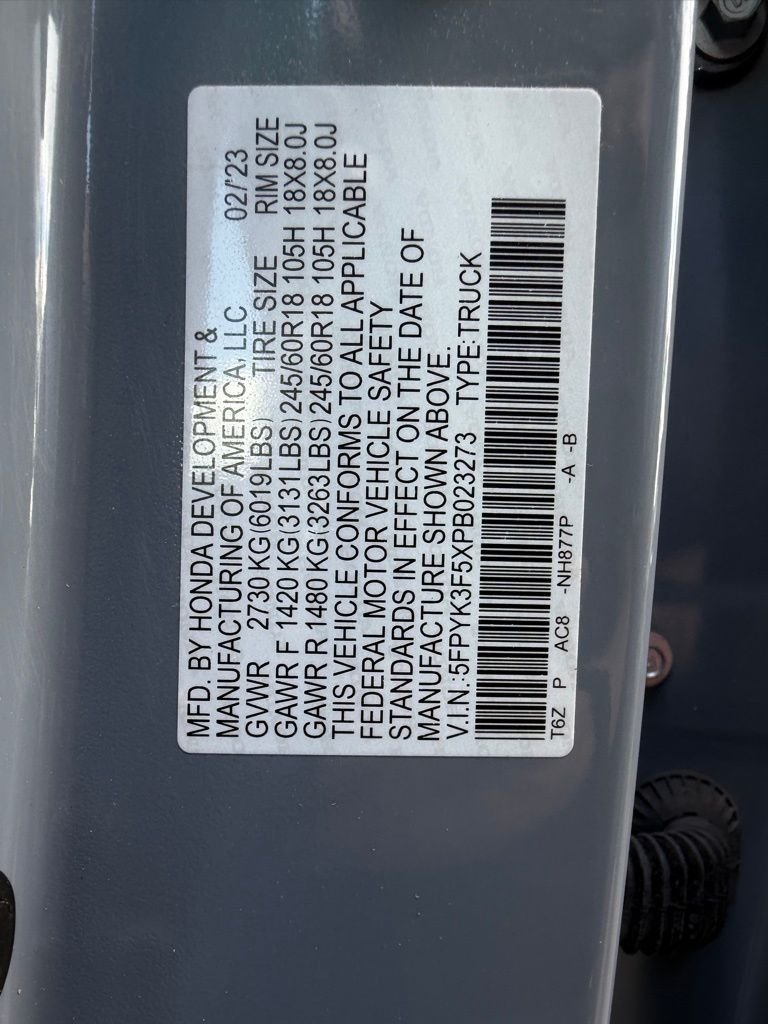 MFD. BY HONDA DEVELOPMENT &
MANUFACTURING OF AMERICA, LLC 02/'23
GVWR 2730 KG(6019LBS) TIRE SIZE RIM SIZE
GAWR F 1420 KG(3131LBS) 245/60R18 105H 18X8.0J
GAWR R 1480 KG(3263LBS) 245/60R18 105H 18X8.0J
THIS VEHICLE CONFORMS TO ALL APPLICABLE
FEDERAL MOTOR VEHICLE SAFETY
STANDARDS IN EFFECT ON THE DATE OF
MANUFACTURE SHOWN ABOVE.
V.I.N.:5FPYK3F5XPB023273 TYPE:TRUCK
T6Z P AC8 -NH877P -A -B